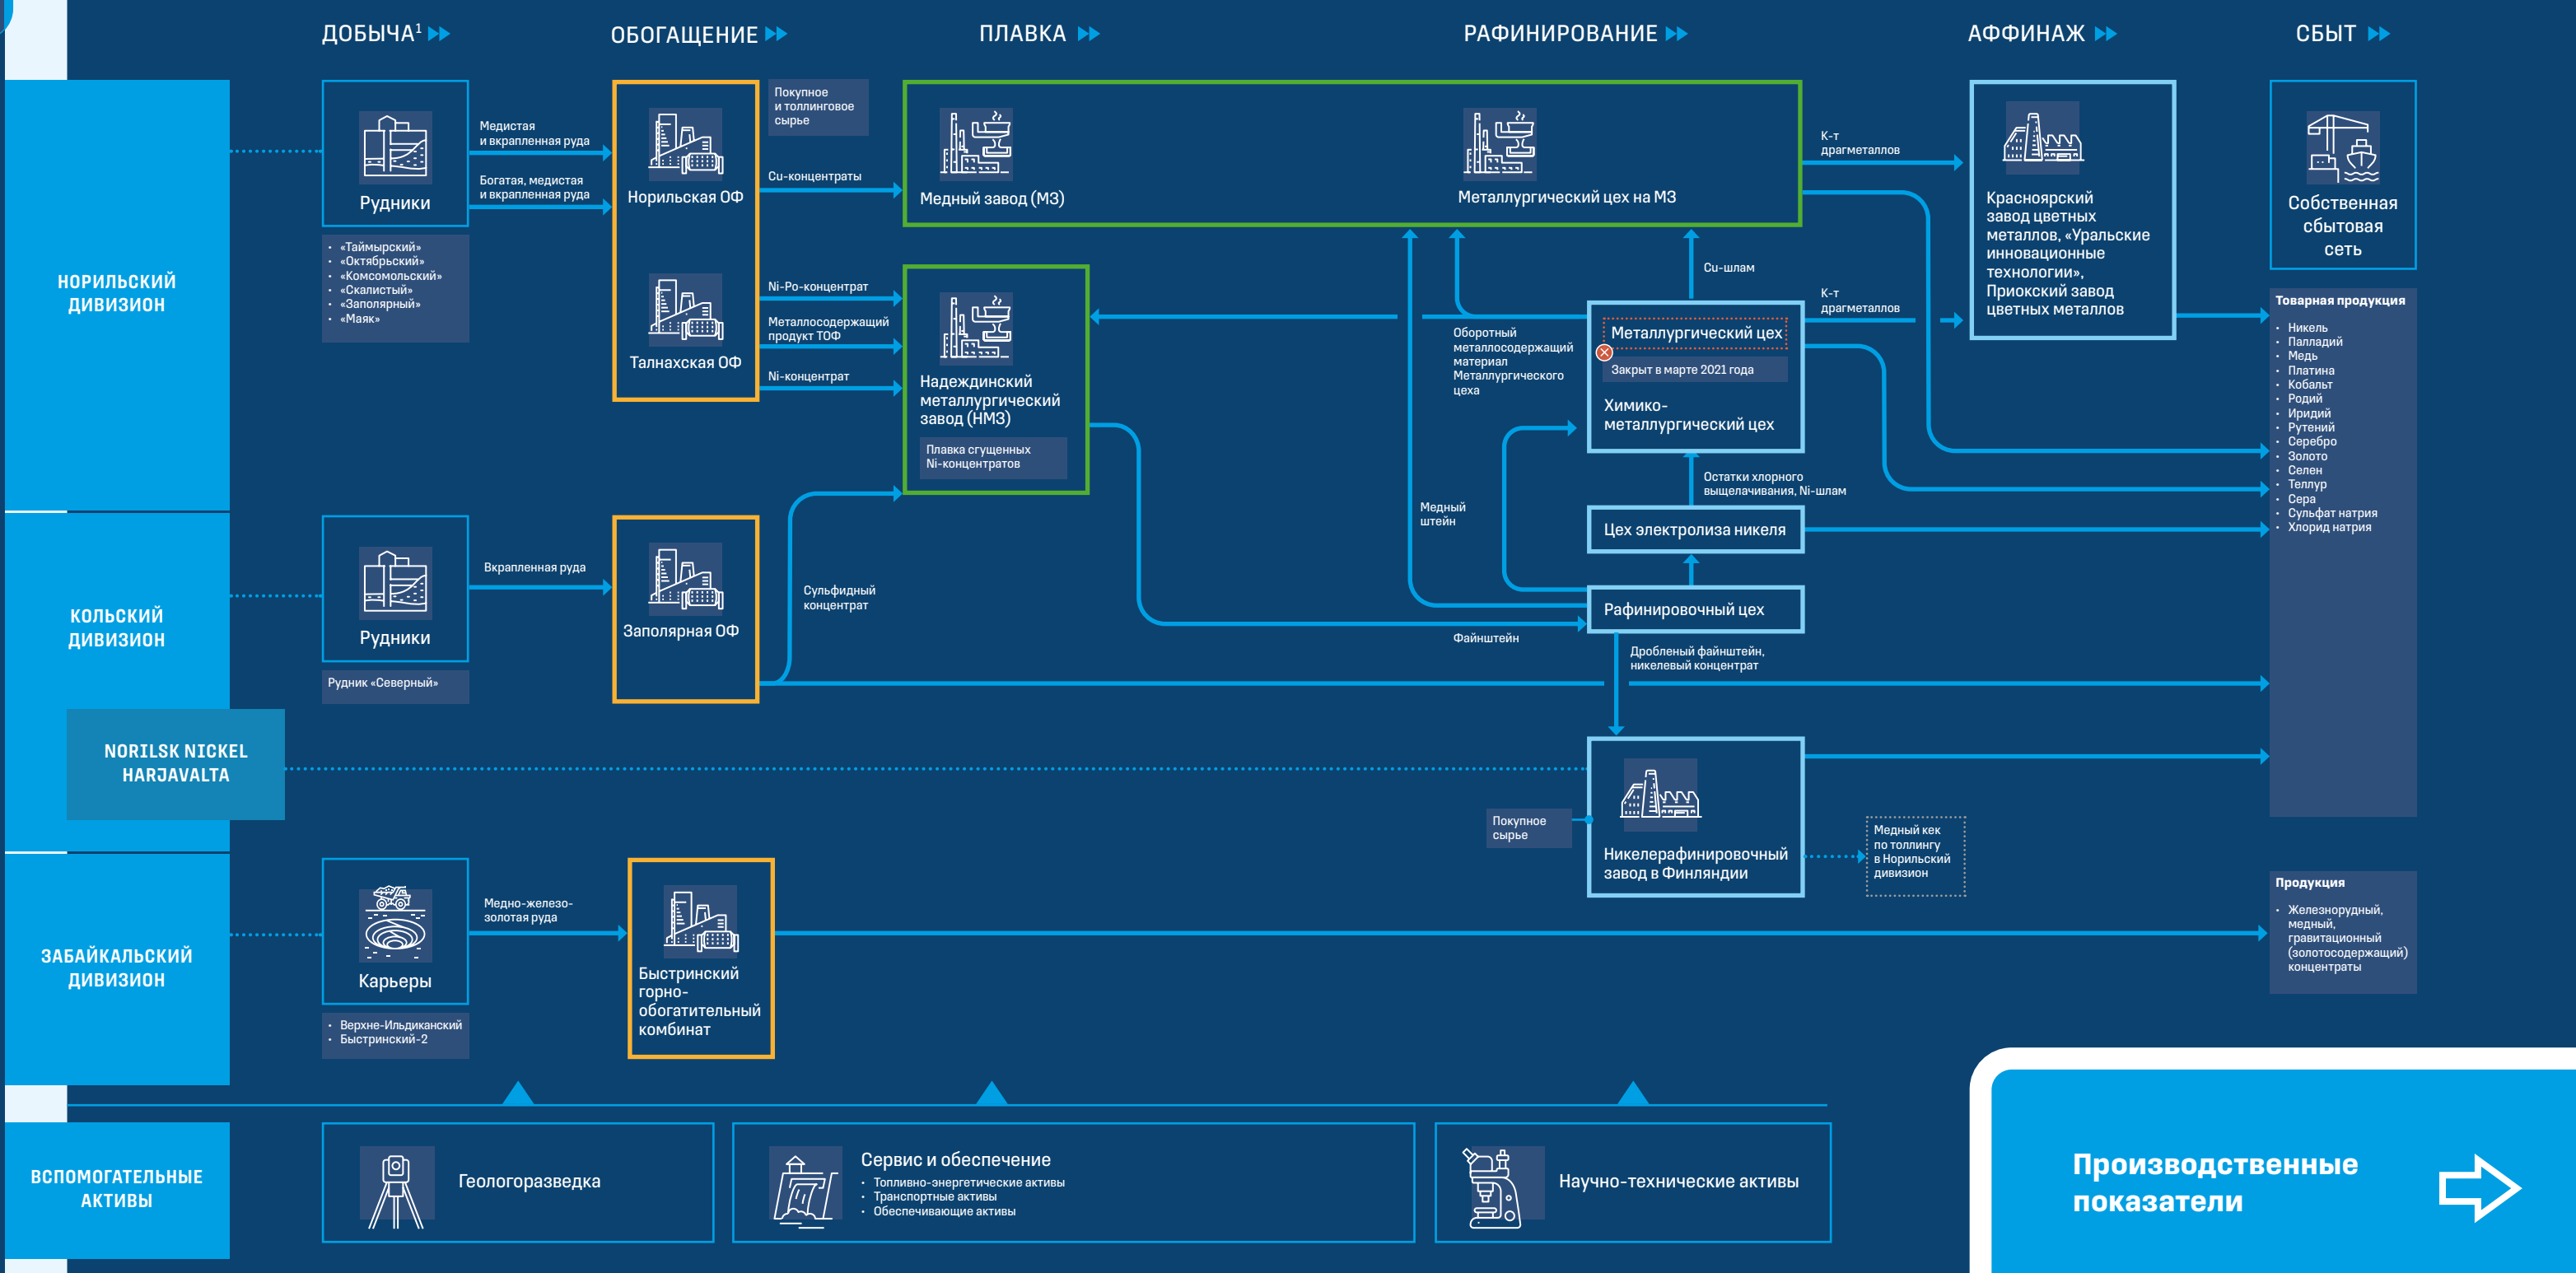 ДОБЫЧА¹
ОБОГАЩЕНИЕ
ПЛАВКА
РАФИНИРОВАНИЕ
АФФИНАЖ
СБЫТ
НОРИЛЬСКИЙ
ДИВИЗИОН
Рудники
• «Таймырский»
• «Октябрьский»
• «Комсомольский»
• «Скалистый»
• «Заполярный»
• «Маяк»
Медистая
и вкрапленная руда
Богатая, медистая
и вкрапленная руда
Норильская ОФ
Талнахская ОФ
Покупное
и толлинговое
сырье
Cu-концентраты
Ni-Po-концентрат
Металлосодержащий
продукт ТОФ
Ni-концентрат
Медный завод (МЗ)
Металлургический цех на МЗ
Надеждинский
металлургический
завод (НМЗ)
Плавка сгущенных
Ni-концентратов
К-т
драгметаллов
Cu-шлам
К-т
драгметаллов
Оборотный
металлосодержащий
материал
Металлургического
цеха
Металлургический цех
Закрыт в марте 2021 года
Химико-
металлургический цех
Остатки хлорного
выщелачивания, Ni-шлам
Медный
штейн
Цех электролиза никеля
Рафинировочный цех
Файнштейн
Дробленый файнштейн,
никелевый концентрат
Красноярский
завод цветных
металлов, «Уральские
инновационные
технологии»,
Приокский завод
цветных металлов
Собственная
сбытовая
сеть
Товарная продукция
• Никель
• Палладий
• Медь
• Платина
• Кобальт
• Родий
• Иридий
• Рутений
• Серебро
• Золото
• Селен
• Теллур
• Сера
• Сульфат натрия
• Хлорид натрия
КОЛЬСКИЙ
ДИВИЗИОН
Рудники
Рудник «Северный»
Вкрапленная руда
Заполярная ОФ
Сульфидный
концентрат
NORILSK NICKEL
HARJAVALTA
Покупное
сырье
Никелерафинировочный
завод в Финляндии
Медный кек
по толлингу
в Норильский
дивизион
ЗАБАЙКАЛЬСКИЙ
ДИВИЗИОН
Карьеры
• Верхне-Ильдиканский
• Быстринский-2
Медно-железо-
золотая руда
Быстринский
горно-
обогатительный
комбинат
Продукция
• Железнорудный,
медный,
гравитационный
(золотосодержащий)
концентраты
ВСПОМОГАТЕЛЬНЫЕ
АКТИВЫ
Геологоразведка
Сервис и обеспечение
• Топливно-энергетические активы
• Транспортные активы
• Обеспечивающие активы
Научно-технические активы
Производственные
показатели